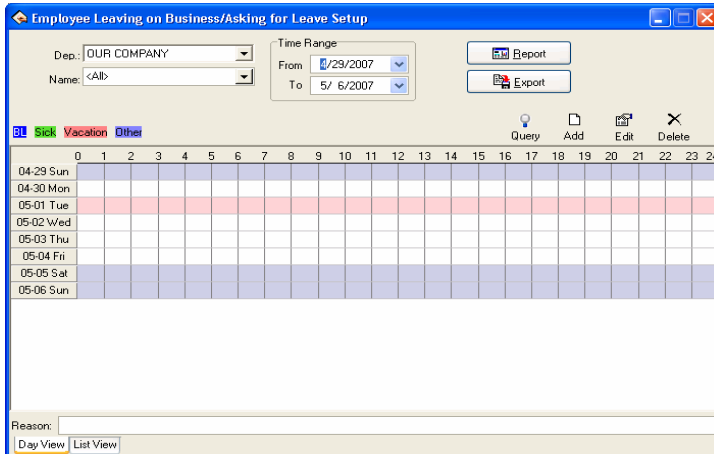 Employee Leaving on Business/Asking for Leave Setup
Dep.: OUR COMPANY
Name: <All>
Time Range
From 4/29/2007
To 5/ 6/2007
Report
Export
BL Sick Vacation Other
Query Add Edit Delete
0 1 2 3 4 5 6 7 8 9 10 11 12 13 14 15 16 17 18 19 20 21 22 23 24
04-29 Sun
04-30 Mon
05-01 Tue
05-02 Wed
05-03 Thu
05-04 Fri
05-05 Sat
05-06 Sun
Reason:
Day View List View